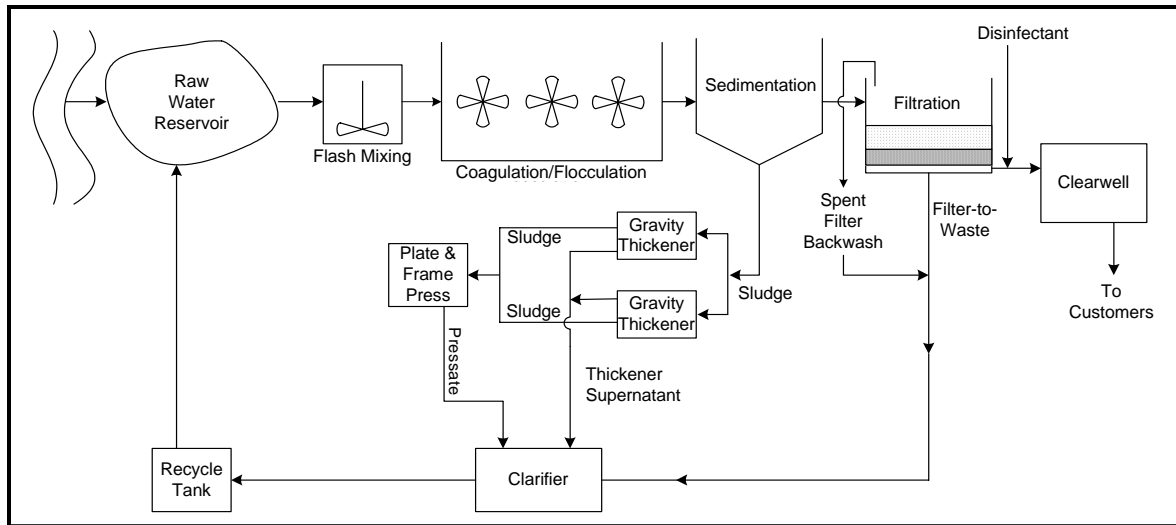 Disinfectant
Raw
Water
Reservoir
Flash Mixing
Coagulation/Flocculation
Sedimentation
Filtration
Clearwell
Spent
Filter
Backwash
Filter-to-
Waste
To
Customers
Sludge
Gravity
Thickener
Sludge
Gravity
Thickener
Sludge
Plate &
Frame
Press
Pressate
Thickener
Supernatant
Recycle
Tank
Clarifier